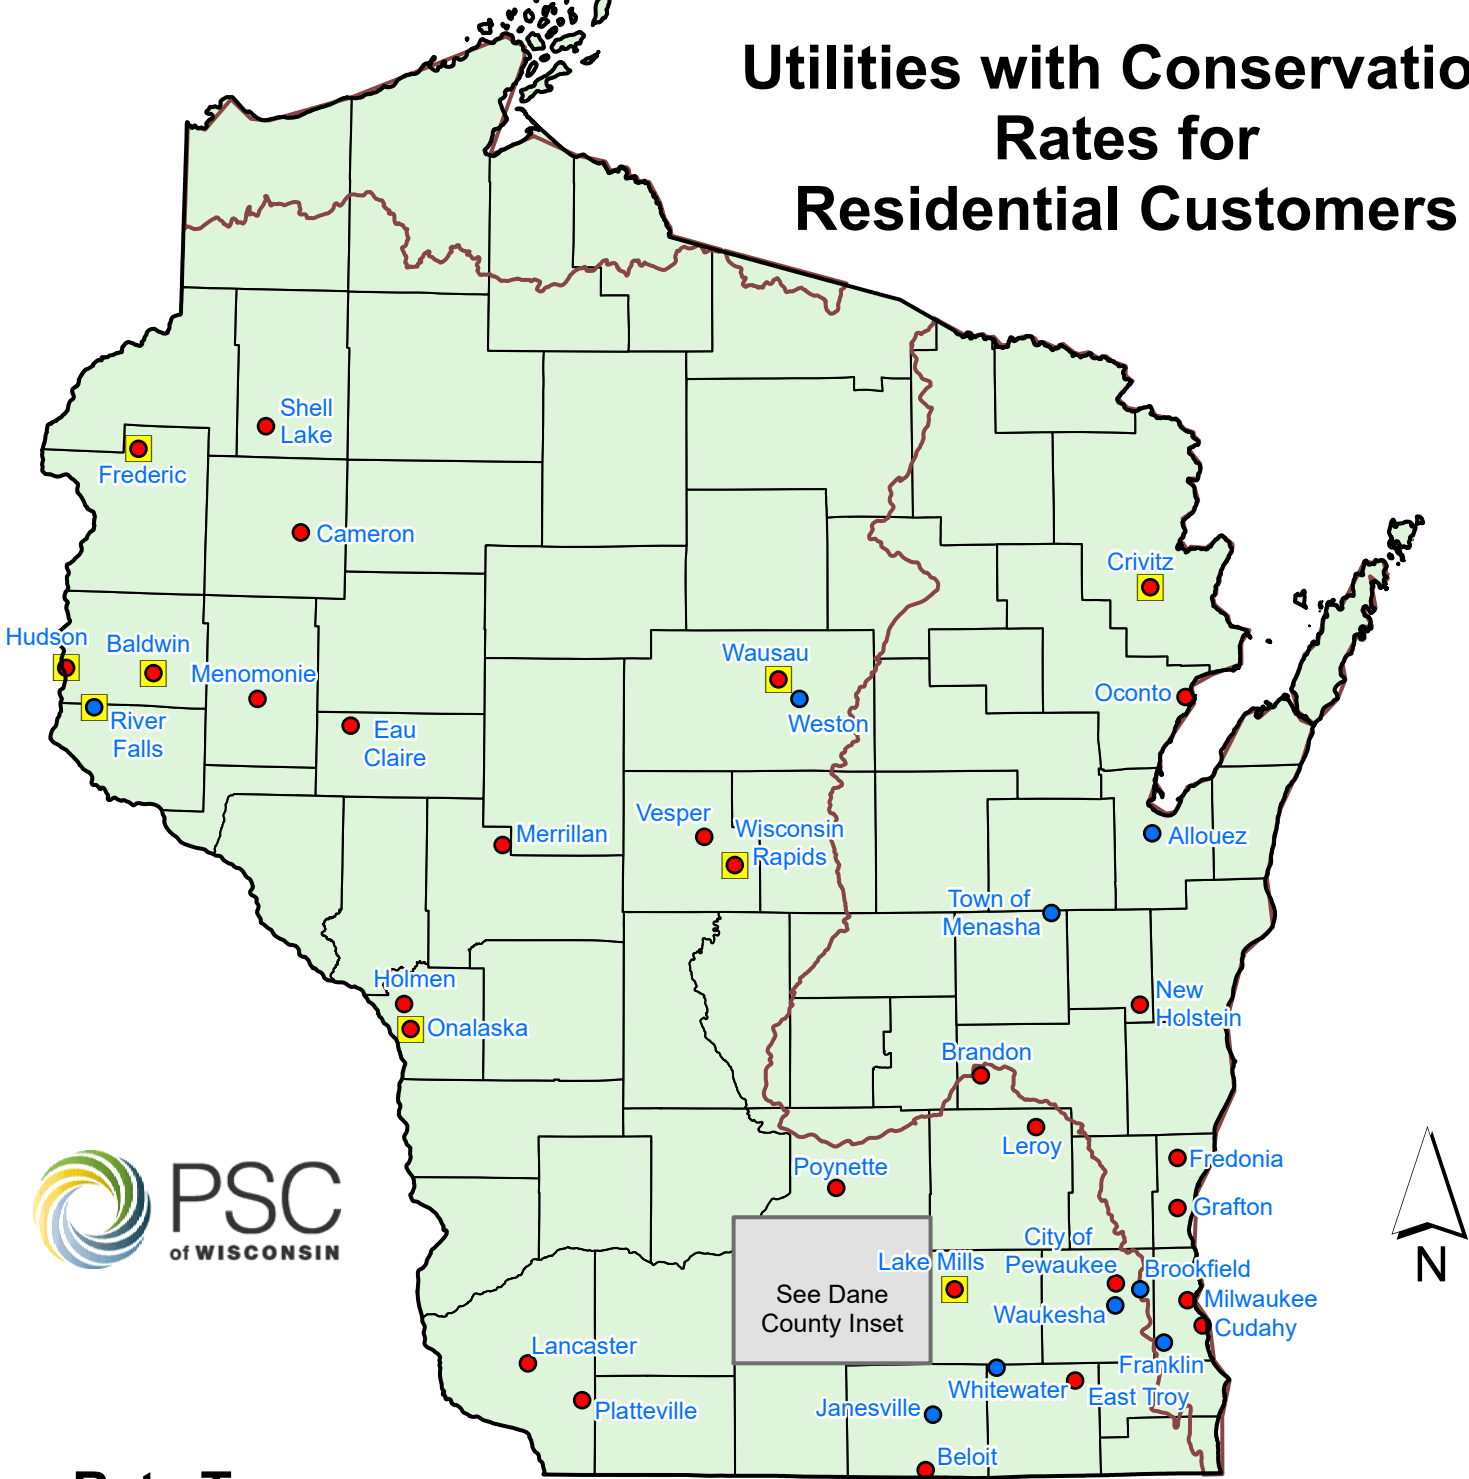 Utilities with Conservatio
Rates for
Residential Customers
Shell
Lake
Frederic
Cameron
Crivitz
Hudson
Baldwin
Menomonie
Wausau
Oconto
River
Falls
Eau
Claire
Weston
Vesper
Wisconsin
Rapids
Merrillan
Allouez
Town of
Menasha
Holmen
Onalaska
New
Holstein
Brandon
Leroy
Fredonia
Poynette
Grafton
PSC
of WISCONSIN
City of
Pewaukee
Lake Mills
Brookfield
See Dane
County Inset
Waukesha
Milwaukee
Cudahy
N
Lancaster
Franklin
Whitewater
East Troy
Platteville
Janesville
Beloit